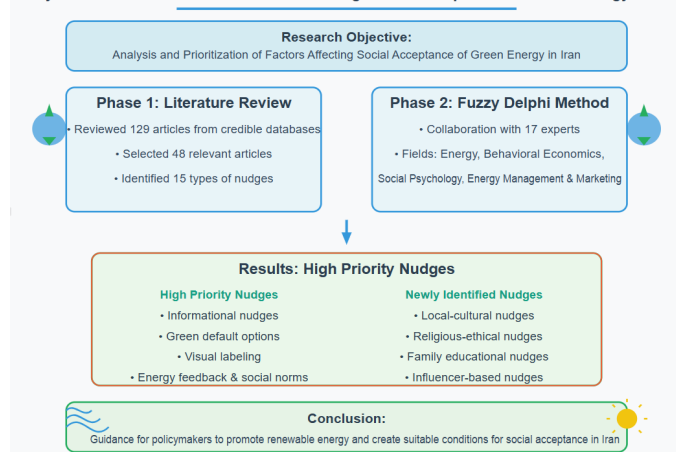 Research Objective:
Analysis and Prioritization of Factors Affecting Social Acceptance of Green Energy in Iran
Phase 1: Literature Review
• Reviewed 129 articles from credible databases
• Selected 48 relevant articles
• Identified 15 types of nudges
Phase 2: Fuzzy Delphi Method
• Collaboration with 17 experts
• Fields: Energy, Behavioral Economics,
Social Psychology, Energy Management & Marketing
Results: High Priority Nudges
High Priority Nudges
• Informational nudges
• Green default options
• Visual labeling
• Energy feedback & social norms
Newly Identified Nudges
• Local-cultural nudges
• Religious-ethical nudges
• Family educational nudges
• Influencer-based nudges
Conclusion:
Guidance for policymakers to promote renewable energy and create suitable conditions for social acceptance in Iran